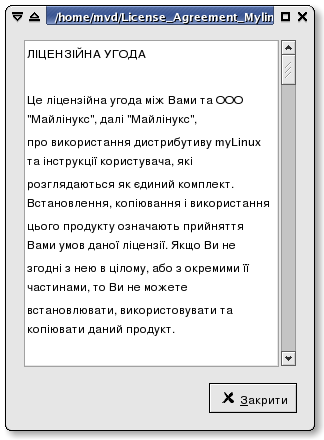 /home/mvd/License_Agreement_Mylin
ЛІЦЕНЗІЙНА УГОДА
Це ліцензійна угода між Вами та ООО
"Майлінукс", далі "Майлінукс",
про використання дистрибутиву myLinux
та інструкції користувача, які
розглядаються як єдиний комплект.
Встановлення, копіювання і використання
цього продукту означають прийняття
Вами умов даної ліцензії. Якщо Ви не
згодні з нею в цілому, або з окремими її
частинами, то Ви не можете
встановлювати, використовувати та
копіювати даний продукт.
Закрити